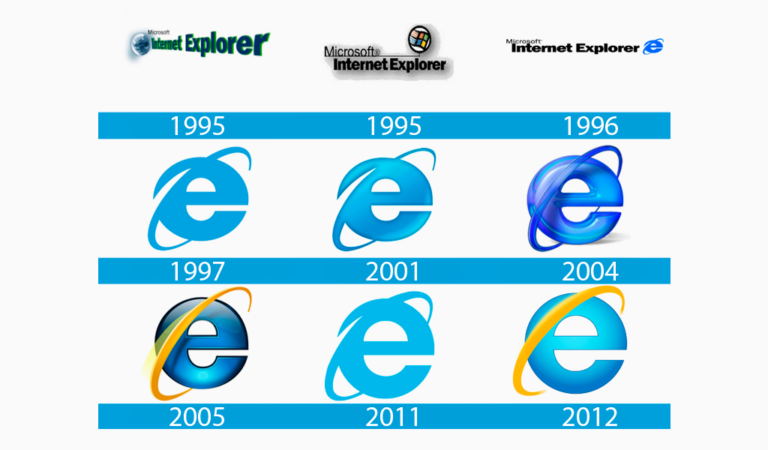 Microsoft
Internet Explorer
Microsoft®
Internet Explorer
Microsoft®
Internet Explorer
1995 1995 1996
1997 2001 2004
2005 2011 2012